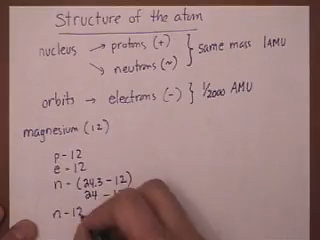 Structure of the atom
nucleus → protons (+)
→ neutrons (~)
} same mass 1AMU
orbits → electrons (-) } 1/2000 AMU
magnesium (12)
p - 12
e - 12
n - (24.3 - 12)
24 - 
n - 12